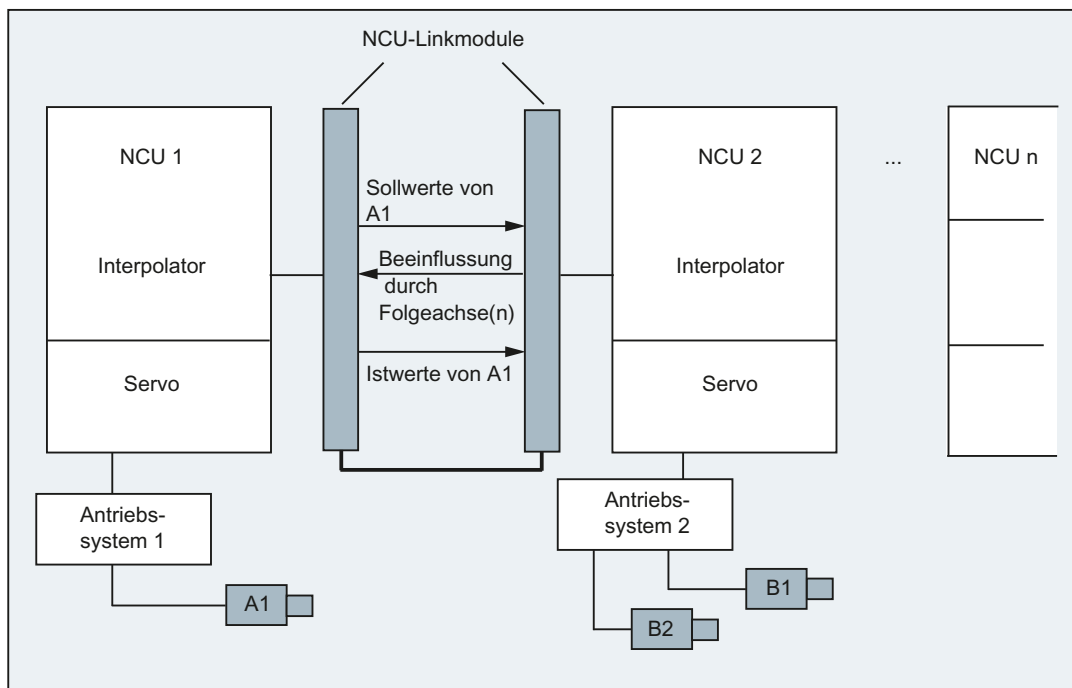 NCU-Linkmodule
NCU 1
NCU 2
...
NCU n
Sollwerte von
A1
Interpolator
Beeinflussung
durch
Folgeachse(n)
Interpolator
Servo
Istwerte von A1
Servo
Antriebs-
system 1
Antriebs-
system 2
A1
B1
B2